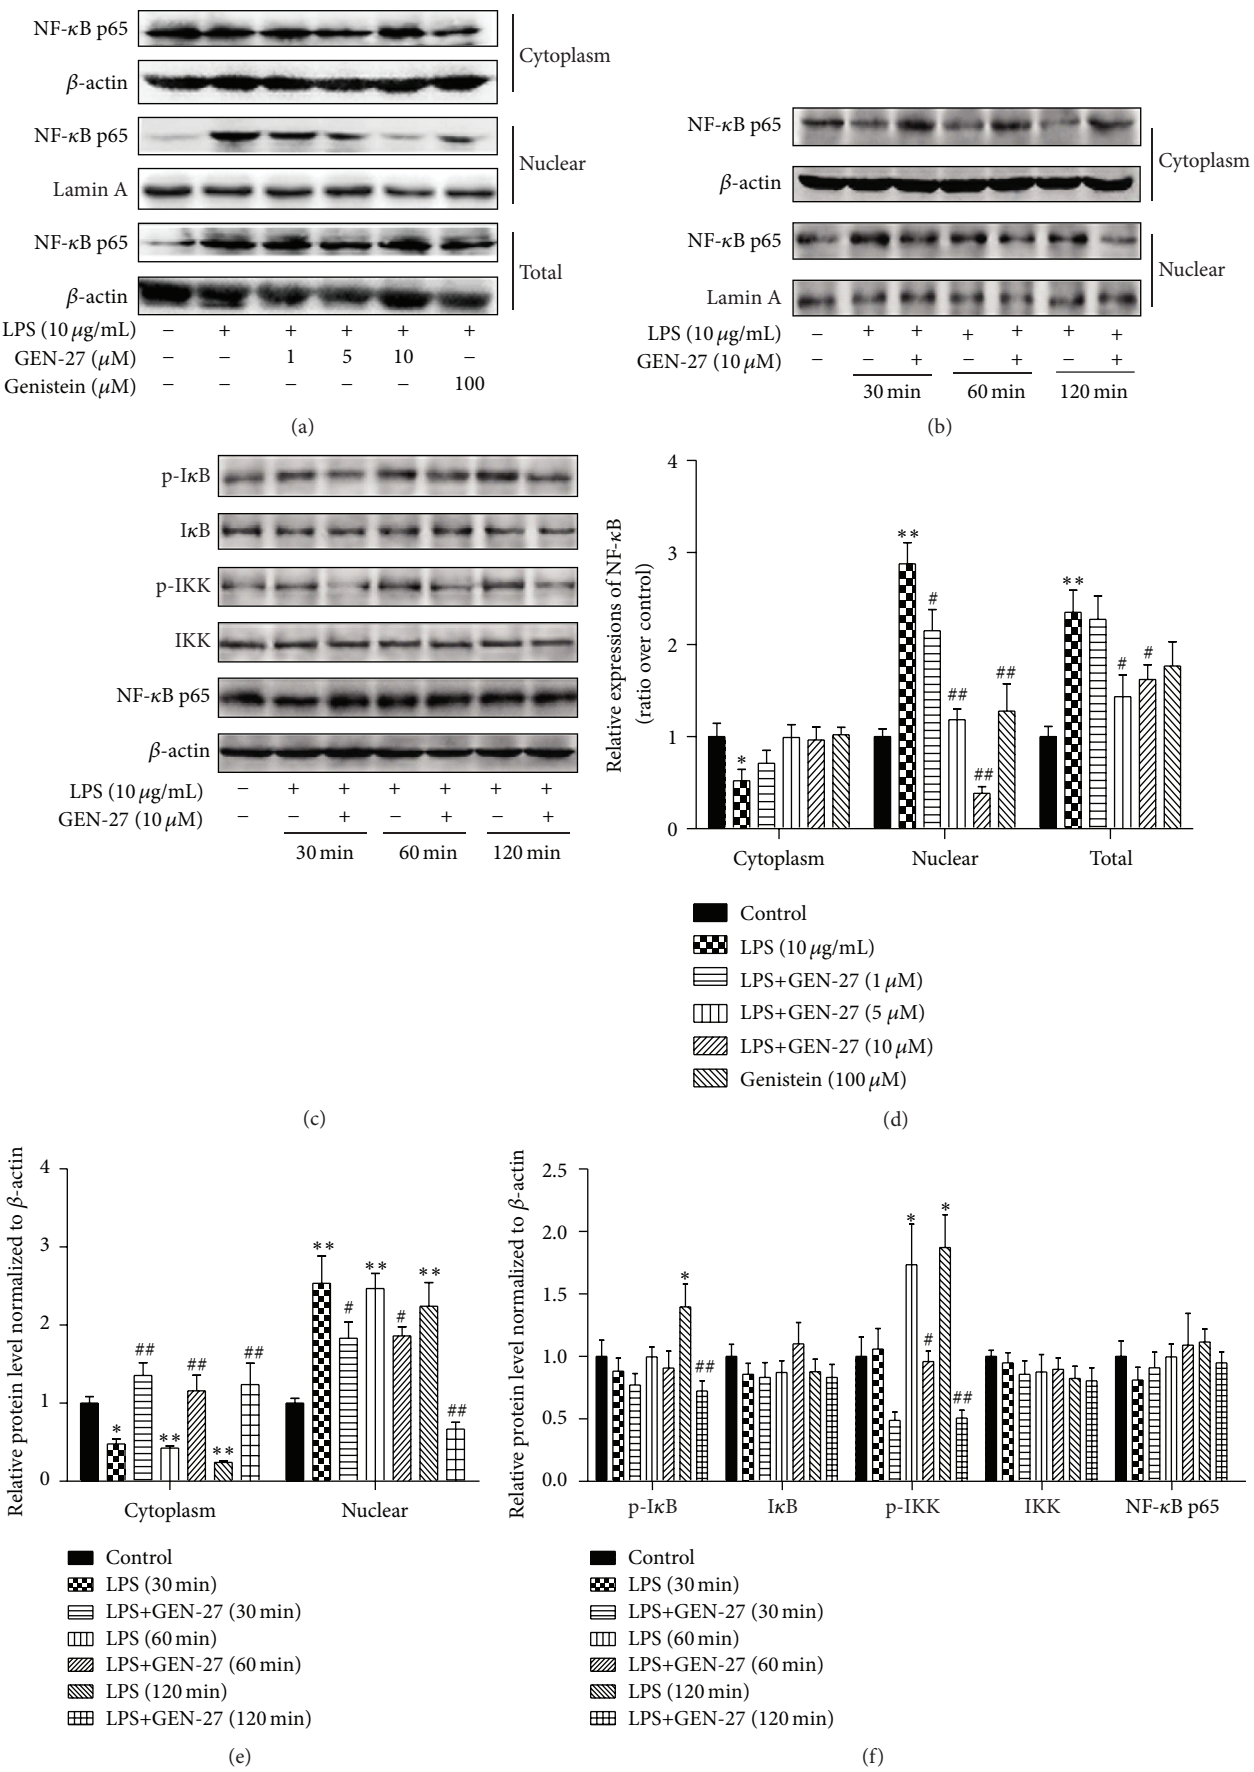 NF-κB p65
Cytoplasm
β-actin
NF-κB p65
Nuclear
Lamin A
NF-κB p65
Total
β-actin
LPS (10 μg/mL) − + + + + +
GEN-27 (μM) − − 1 5 10 −
Genistein (μM) − − − − − 100
(a)
NF-κB p65
Cytoplasm
β-actin
NF-κB p65
Nuclear
Lamin A
LPS (10 μg/mL) − + + + + + +
GEN-27 (10 μM) − − + − + − +
30 min 60 min 120 min
(b)
p-IκB
IκB
p-IKK
IKK
NF-κB p65
β-actin
LPS (10 μg/mL) − + + + + + +
GEN-27 (10 μM) − − + − + − +
30 min 60 min 120 min
(c)
Relative expressions of NF-κB
(ratio over control)
4
3
2
1
0
*
**
#
##
##
##
**
#
#
Cytoplasm Nuclear Total
Control
LPS (10 μg/mL)
LPS+GEN-27 (1 μM)
LPS+GEN-27 (5 μM)
LPS+GEN-27 (10 μM)
Genistein (100 μM)
(d)
Relative protein level normalized to β-actin
4
3
2
1
0
*
##
**
##
**
##
**
#
**
#
**
##
Cytoplasm Nuclear
Control
LPS (30 min)
LPS+GEN-27 (30 min)
LPS (60 min)
LPS+GEN-27 (60 min)
LPS (120 min)
LPS+GEN-27 (120 min)
(e)
Relative protein level normalized to β-actin
2.5
2.0
1.5
1.0
0.5
0.0
*
##
*
#
*
##
p-IκB IκB p-IKK IKK NF-κB p65
Control
LPS (30 min)
LPS+GEN-27 (30 min)
LPS (60 min)
LPS+GEN-27 (60 min)
LPS (120 min)
LPS+GEN-27 (120 min)
(f)